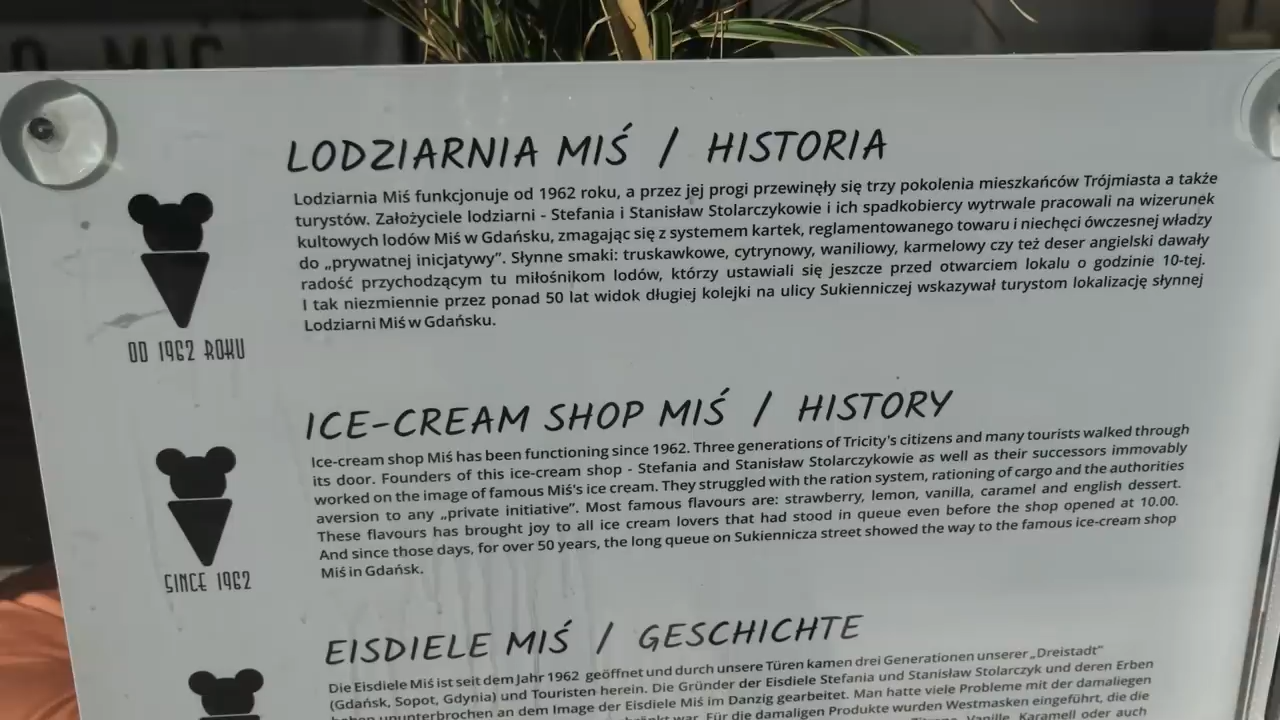 MIŚ
LODZIARNIA MIŚ / HISTORIA
Lodziarnia Miś funkcjonuje od 1962 roku, a przez jej progi przewinęły się trzy pokolenia mieszkańców Trójmiasta a także
turystów. Założyciele lodziarni - Stefania i Stanisław Stolarczykowie i ich spadkobiercy wytrwale pracowali na wizerunek
kultowych lodów Miś w Gdańsku, zmagając się z systemem kartek, reglamentowanego towaru i niechęci ówczesnej władzy
do „prywatnej inicjatywy”. Słynne smaki: truskawkowe, cytrynowy, waniliowy, karmelowy czy też deser angielski dawały
radość przychodzącym tu miłośnikom lodów, którzy ustawiali się jeszcze przed otwarciem lokalu o godzinie 10-tej.
I tak niezmiennie przez ponad 50 lat widok długiej kolejki na ulicy Sukienniczej wskazywał turystom lokalizację słynnej
Lodziarni Miś w Gdańsku.
OD 1962 ROKU
ICE-CREAM SHOP MIŚ / HISTORY
Ice-cream shop Miś has been functioning since 1962. Three generations of Tricity's citizens and many tourists walked through
its door. Founders of this ice-cream shop - Stefania and Stanisław Stolarczykowie as well as their successors immovably
worked on the image of famous Miś's ice cream. They struggled with the ration system, rationing of cargo and the authorities
aversion to any „private initiative”. Most famous flavours are: strawberry, lemon, vanilla, caramel and english dessert.
These flavours has brought joy to all ice cream lovers that had stood in queue even before the shop opened at 10.00.
And since those days, for over 50 years, the long queue on Sukiennicza street showed the way to the famous ice-cream shop
Miś in Gdańsk.
SINCE 1962
EISDIELE MIŚ / GESCHICHTE
Die Eisdiele Miś ist seit dem Jahr 1962 geöffnet und durch unsere Türen kamen drei Generationen unserer „Dreistadt”
(Gdańsk, Sopot, Gdynia) und Touristen herein. Die Gründer der Eisdiele Stefania und Stanisław Stolarczyk und deren Erben
haben ununterbrochen an dem Image der Eisdiele Miś im Danzig gearbeitet. Man hatte viele Probleme mit der damaliegen
war. Für die damaligen Produkte wurden Westmasken eingeführt, die die
Vanille, Karamell oder auch